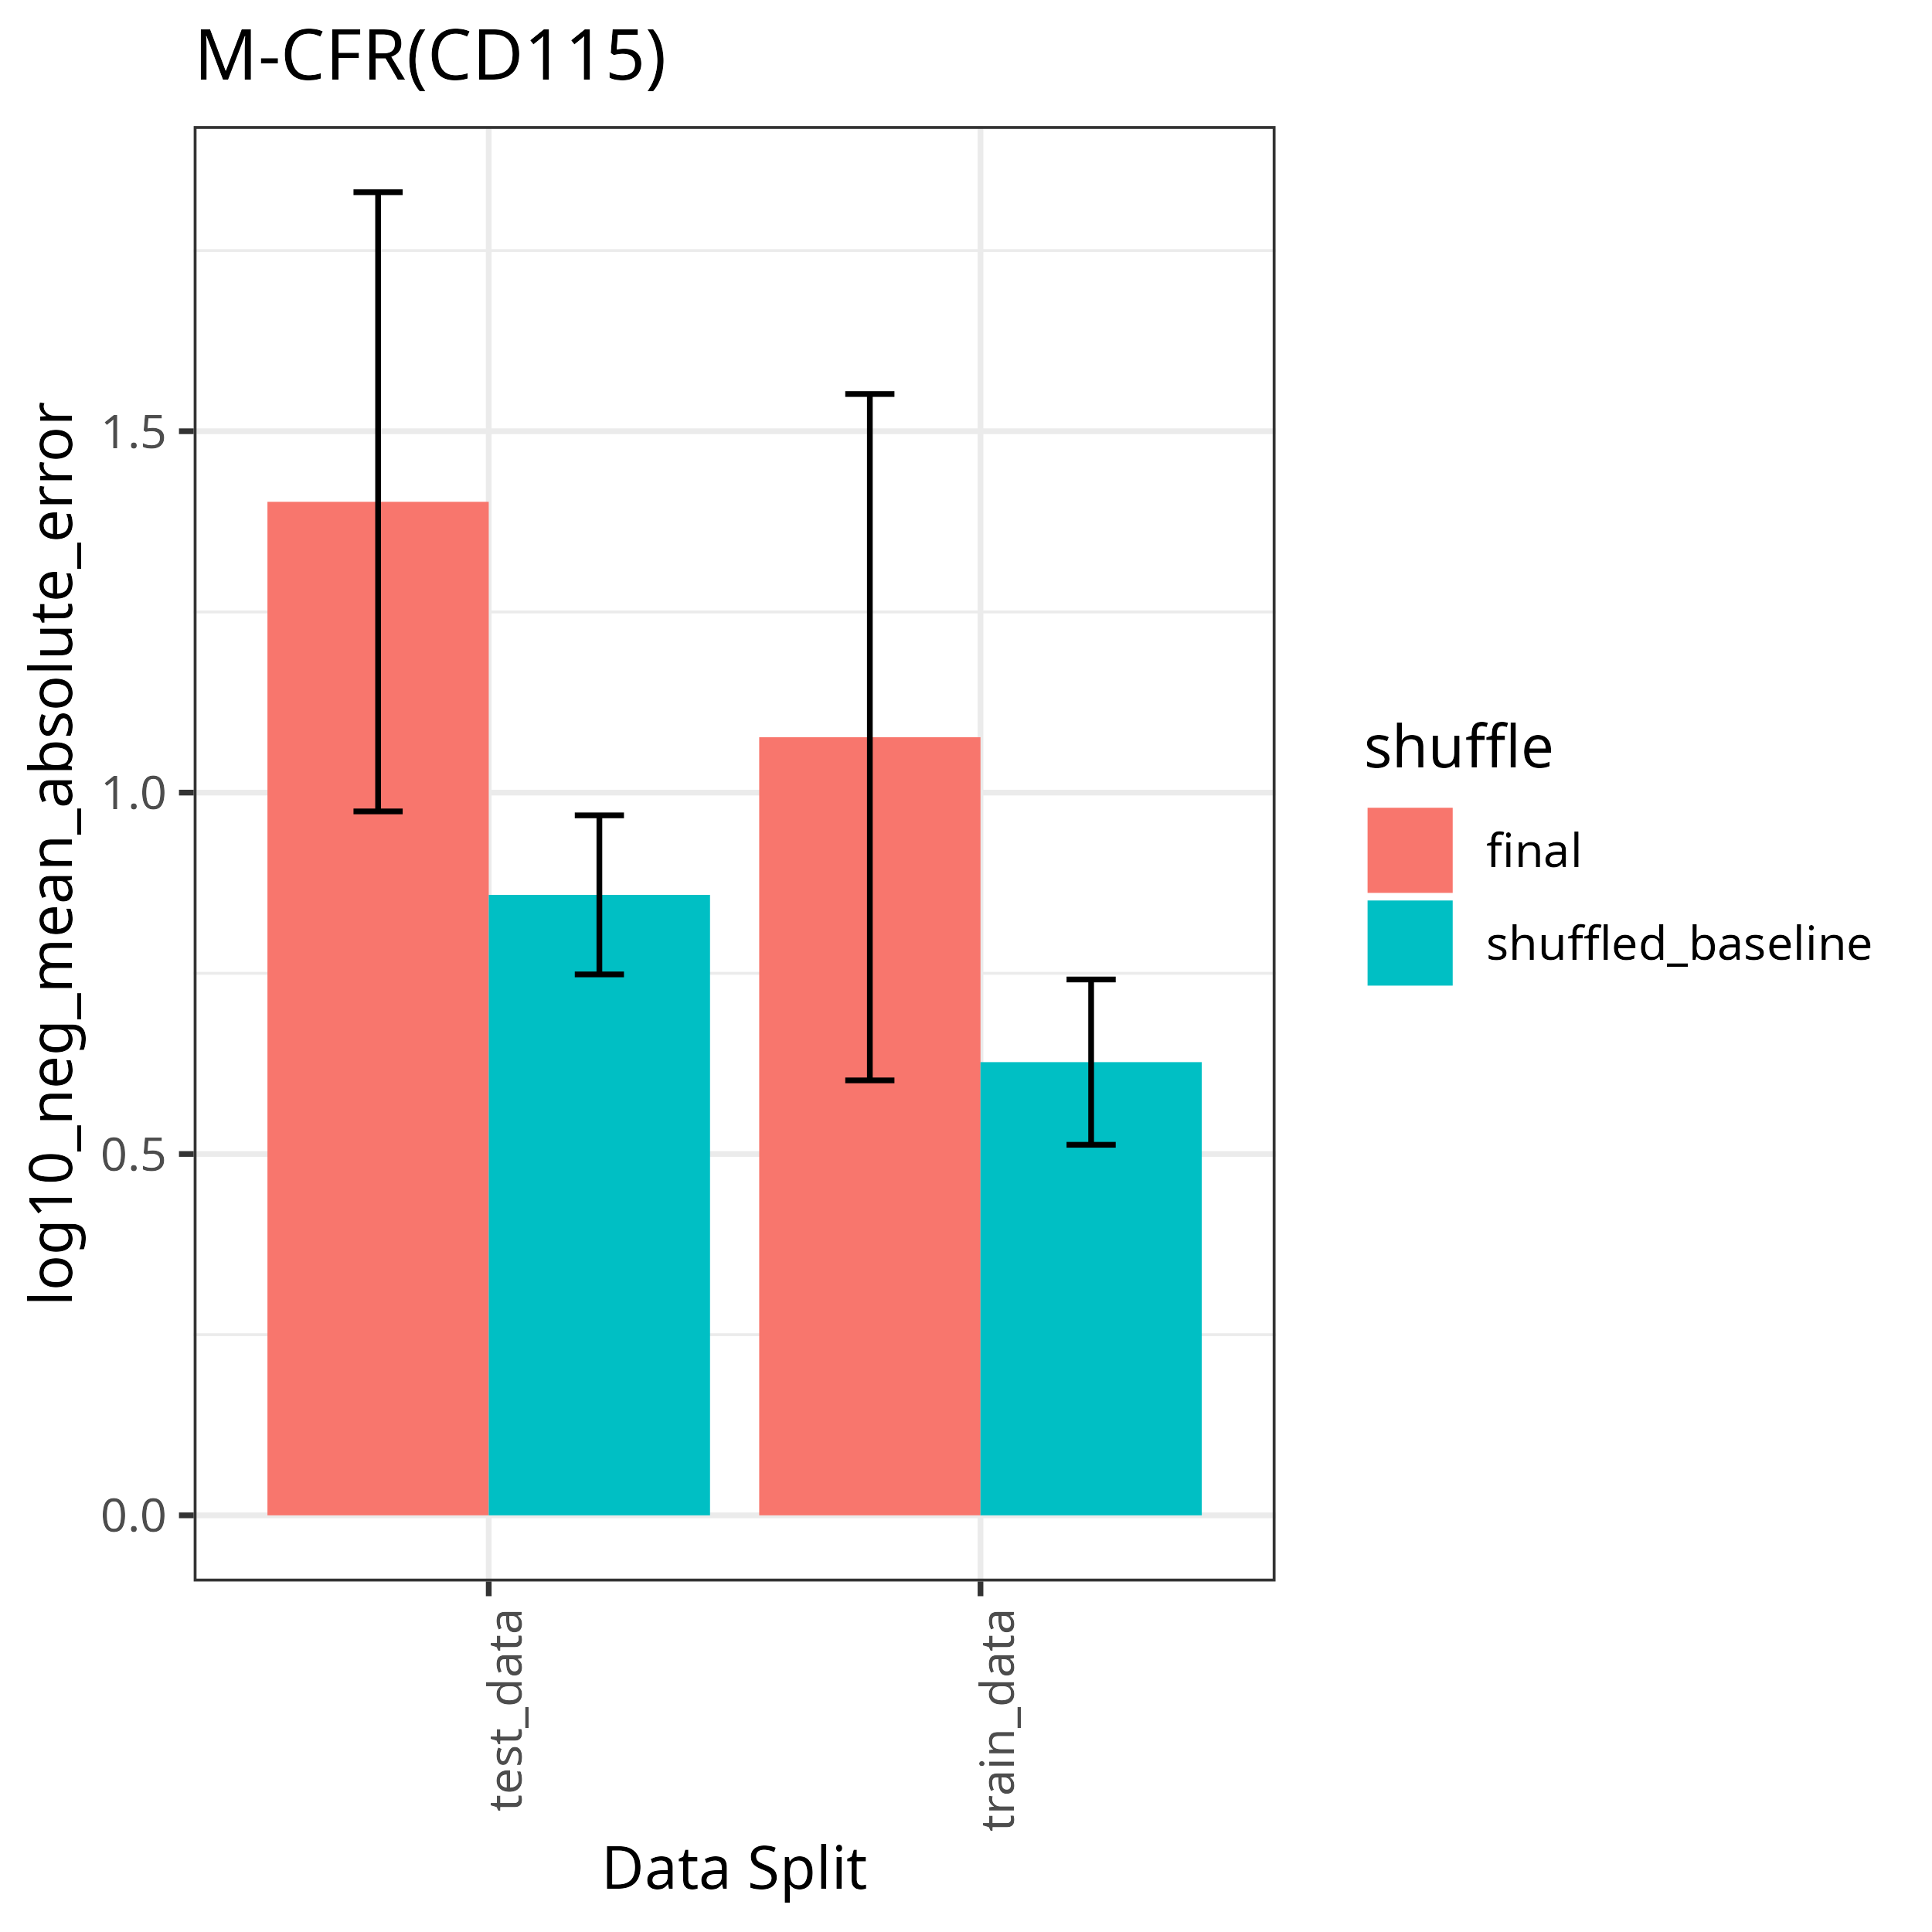 M-CFR(CD115)
log10_neg_mean_absolute_error
1.5
1.0
0.5
0.0
test_data
train_data
Data Split
shuffle
final
shuffled_baseline